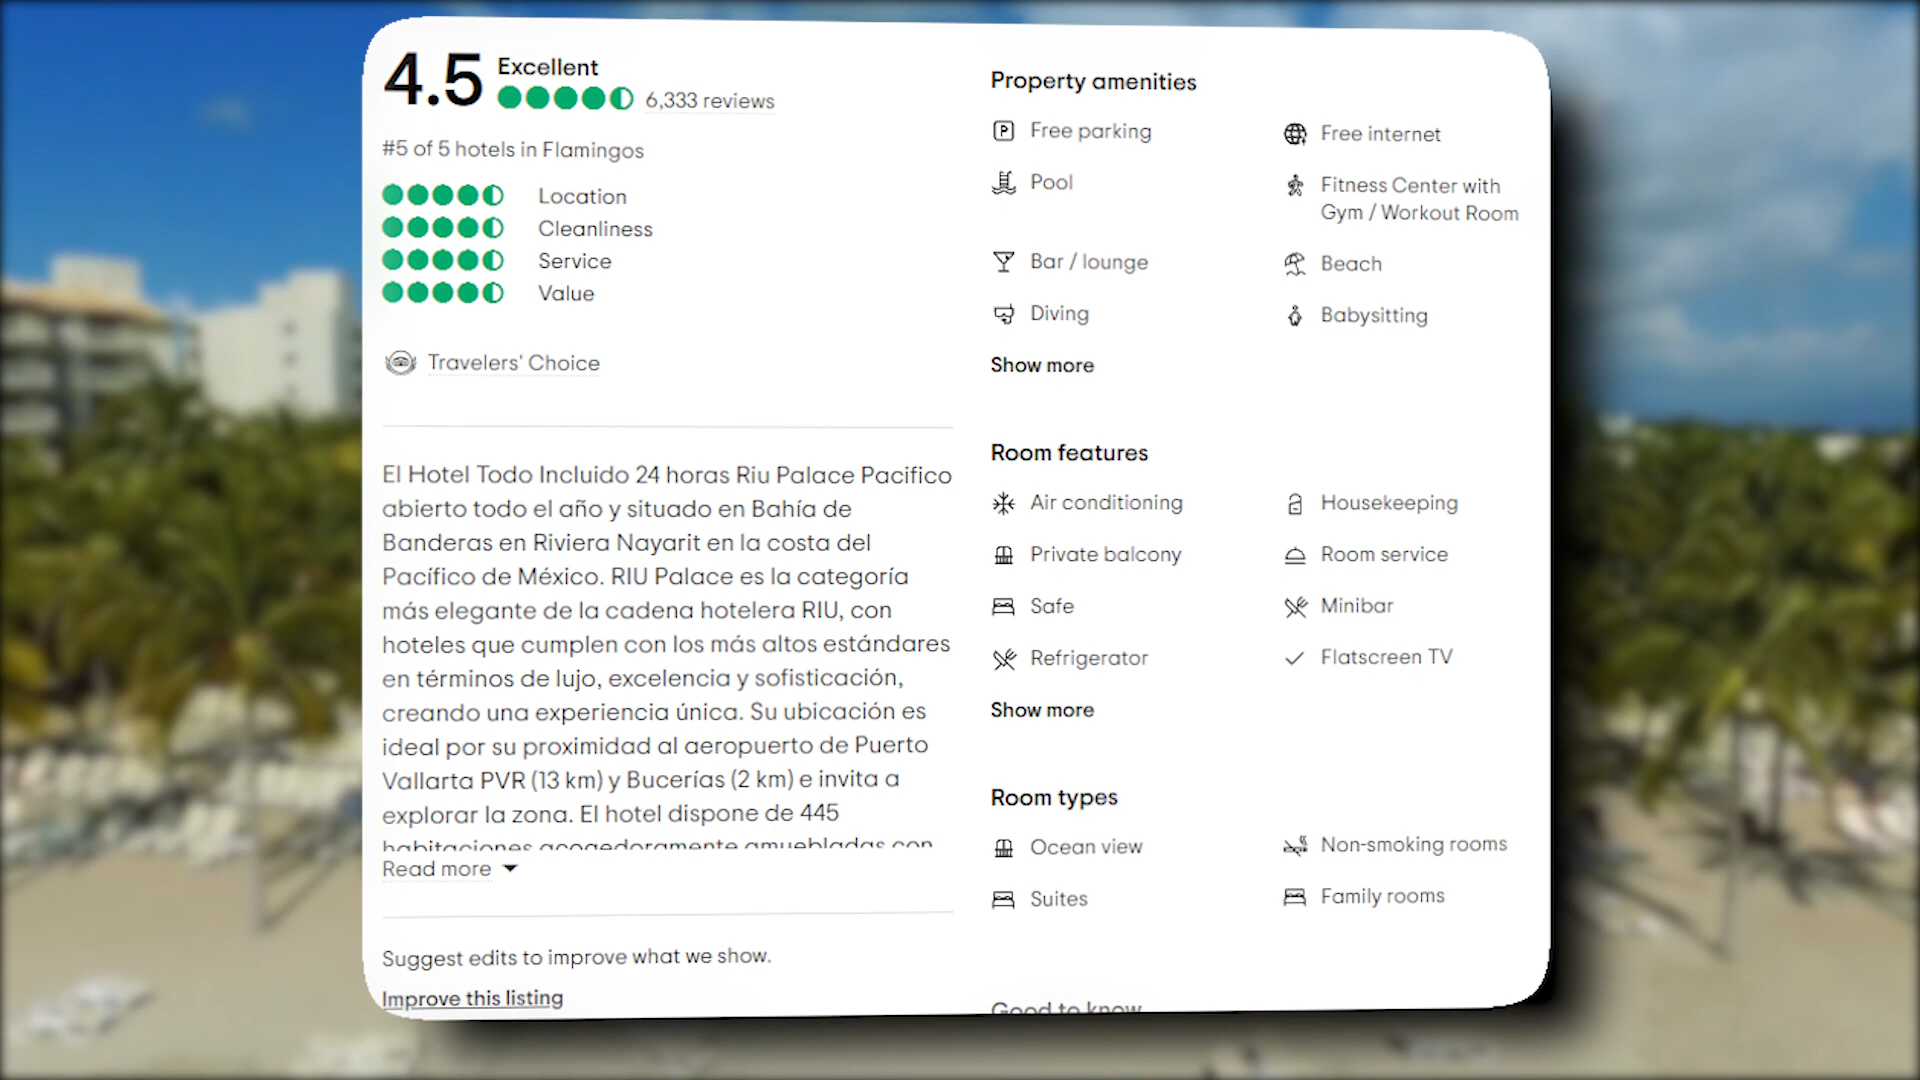 4.5
Excellent
6,333 reviews
#5 of 5 hotels in Flamingos
Location
Cleanliness
Service
Value
Travelers' Choice
El Hotel Todo Incluido 24 horas Riu Palace Pacifico
abierto todo el año y situado en Bahía de
Banderas en Riviera Nayarit en la costa del
Pacífico de México. RIU Palace es la categoría
más elegante de la cadena hotelera RIU, con
hoteles que cumplen con los más altos estándares
en términos de lujo, excelencia y sofisticación,
creando una experiencia única. Su ubicación es
ideal por su proximidad al aeropuerto de Puerto
Vallarta PVR (13 km) y Bucerías (2 km) e invita a
explorar la zona. El hotel dispone de 445
habitaciones acogedoramente amuebladas con
Read more
Suggest edits to improve what we show.
Improve this listing
Property amenities
Free parking
Free internet
Pool
Fitness Center with
Gym / Workout Room
Bar / lounge
Beach
Diving
Babysitting
Show more
Room features
Air conditioning
Housekeeping
Private balcony
Room service
Safe
Minibar
Refrigerator
Flatscreen TV
Show more
Room types
Ocean view
Non-smoking rooms
Suites
Family rooms
Good to know